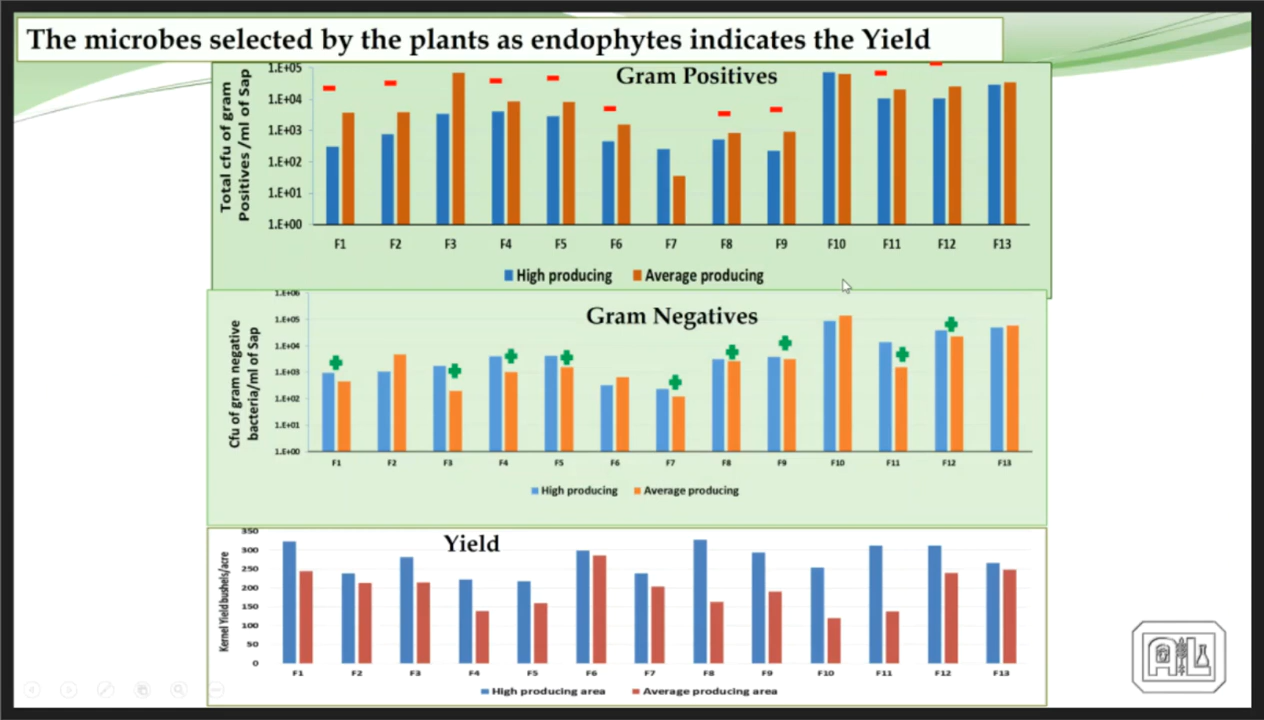 The microbes selected by the plants as endophytes indicates the Yield
Gram Positives
Total cfu of gram
Positives /ml of Sap
1.E+05
1.E+04
1.E+03
1.E+02
1.E+01
1.E+00
F1 F2 F3 F4 F5 F6 F7 F8 F9 F10 F11 F12 F13
High producing Average producing
Gram Negatives
Cfu of gram negative
bacteria/ml of Sap
1.E+06
1.E+05
1.E+04
1.E+03
1.E+02
1.E+01
1.E+00
F1 F2 F3 F4 F5 F6 F7 F8 F9 F10 F11 F12 F13
High producing Average producing
Yield
Kernel Yield bushels/acre
350
300
250
200
150
100
50
0
F1 F2 F3 F4 F5 F6 F7 F8 F9 F10 F11 F12 F13
High producing area Average producing area